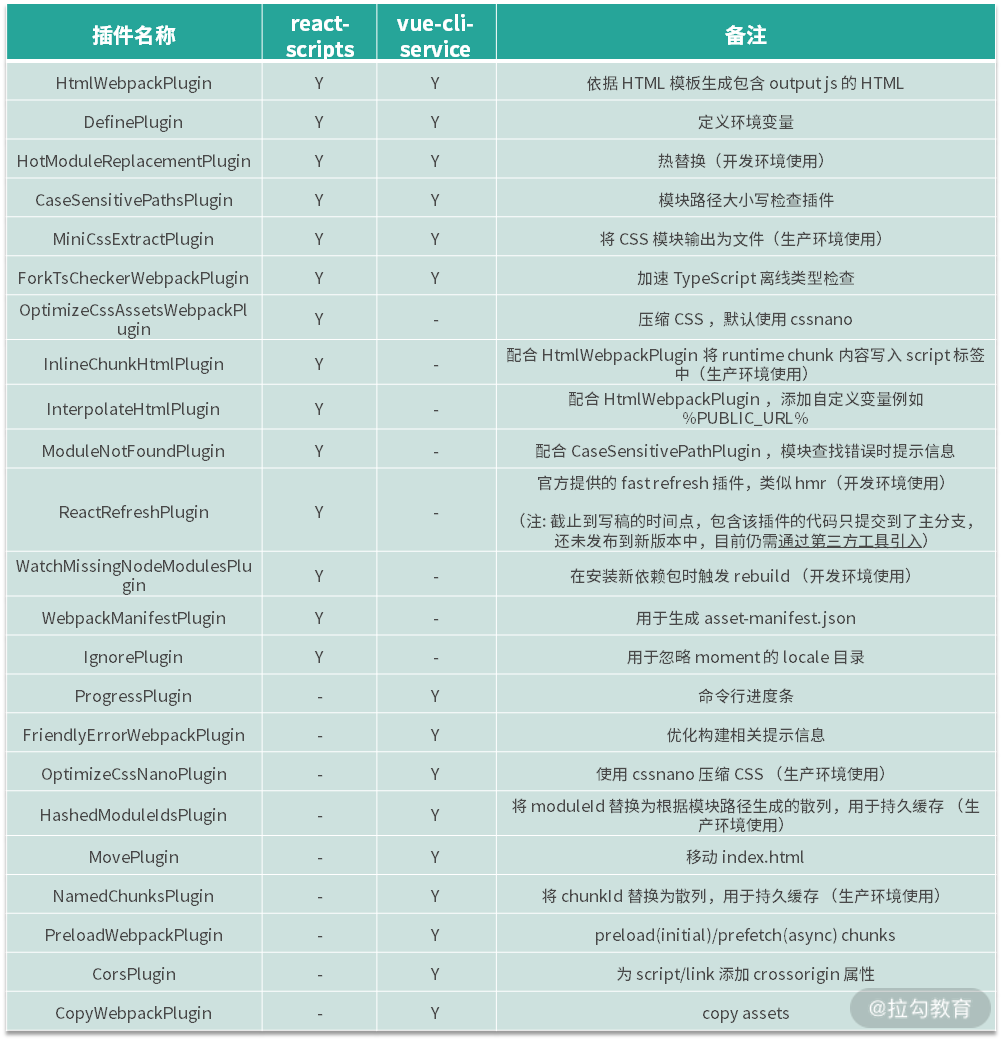 插件名称 react-scripts vue-cli-service 备注
HtmlWebpackPlugin Y Y 依据 HTML 模板生成包含 output js 的 HTML
DefinePlugin Y Y 定义环境变量
HotModuleReplacementPlugin Y Y 热替换（开发环境使用）
CaseSensitivePathsPlugin Y Y 模块路径大小写检查插件
MiniCssExtractPlugin Y Y 将 CSS 模块输出为文件（生产环境使用）
ForkTsCheckerWebpackPlugin Y Y 加速 TypeScript 离线类型检查
OptimizeCssAssetsWebpackPlugin Y - 压缩 CSS ，默认使用 cssnano
InlineChunkHtmlPlugin Y - 配合 HtmlWebpackPlugin 将 runtime chunk 内容写入 script 标签
中（生产环境使用）
InterpolateHtmlPlugin Y - 配合 HtmlWebpackPlugin ，添加自定义变量例如
%PUBLIC_URL%
ModuleNotFoundPlugin Y - 配合 CaseSensitivePathPlugin ，模块查找错误时提示信息
ReactRefreshPlugin Y - 官方提供的 fast refresh 插件，类似 hmr（开发环境使用）
（注: 截止到写稿的时间点，包含该插件的代码只提交到了主分支，
还未发布到新版本中，目前仍需通过第三方工具引入）
WatchMissingNodeModulesPlugin Y - 在安装新依赖包时触发 rebuild （开发环境使用）
WebpackManifestPlugin Y - 用于生成 asset-manifest.json
IgnorePlugin Y - 用于忽略 moment 的 locale 目录
ProgressPlugin - Y 命令行进度条
FriendlyErrorWebpackPlugin - Y 优化构建相关提示信息
OptimizeCssNanoPlugin - Y 使用 cssnano 压缩 CSS （生产环境使用）
HashedModuleIdsPlugin - Y 将 moduleId 替换为根据模块路径生成的散列，用于持久缓存 （生
产环境使用）
MovePlugin - Y 移动 index.html
NamedChunksPlugin - Y 将 chunkId 替换为散列，用于持久缓存 （生产环境使用）
PreloadWebpackPlugin - Y preload(initial)/prefetch(async) chunks
CorsPlugin - Y 为 script/link 添加 crossorigin 属性
CopyWebpackPlugin - Y copy assets
@拉勾教育